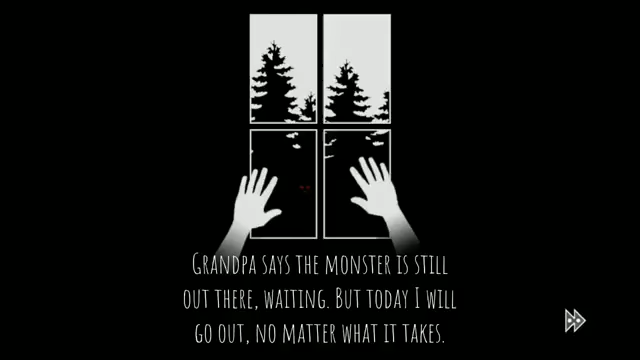 Grandpa says the monster is still
out there, waiting. But today I will
go out, no matter what it takes.